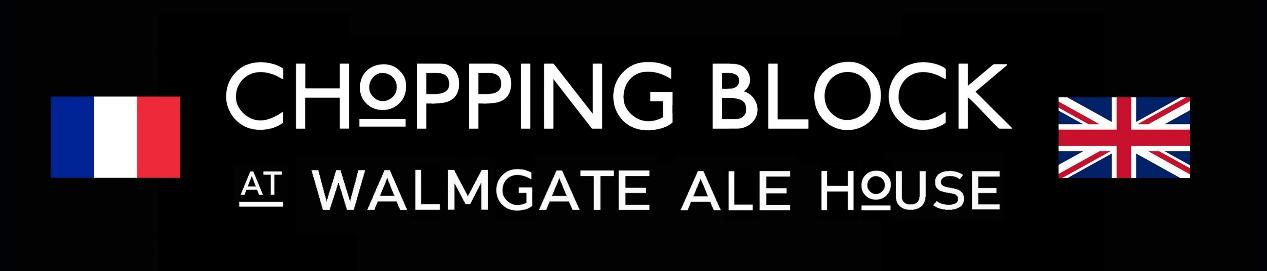 CHOPPING BLOCK
AT WALMGATE ALE HOUSE